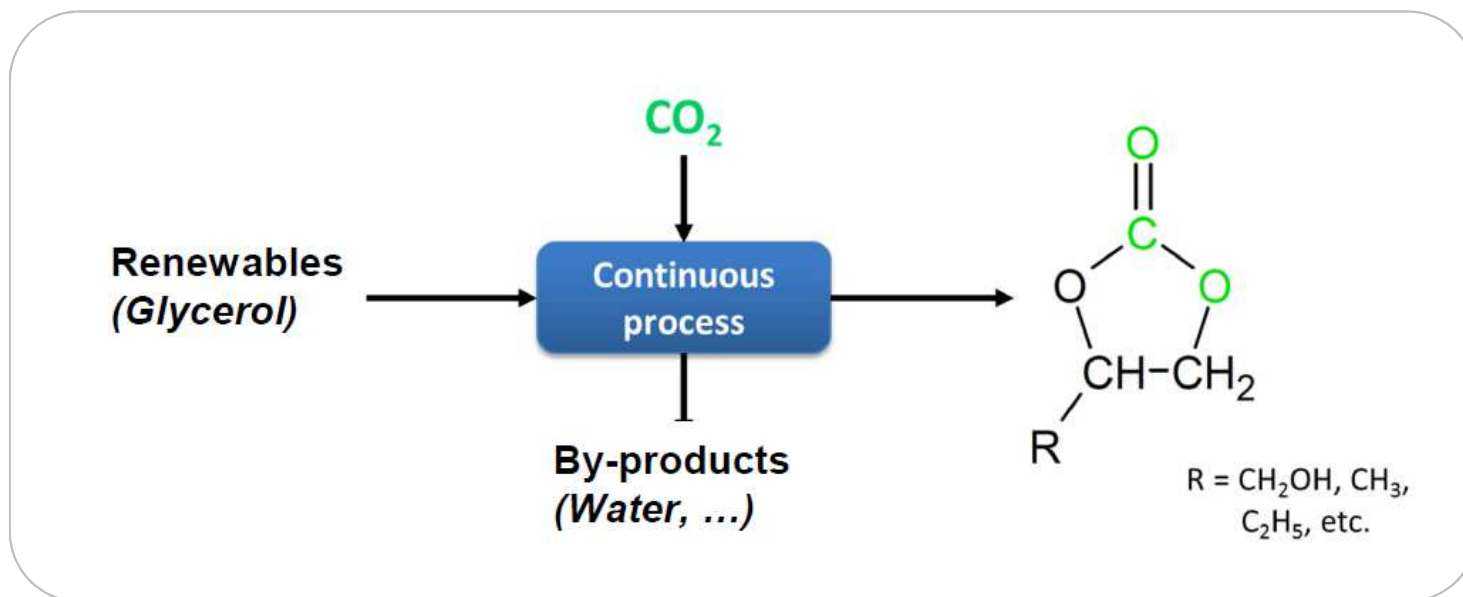 CO₂
Renewables
(Glycerol)
Continuous
process
By-products
(Water, ...)
O
C
O
O
CH-CH₂
R
R = CH₂OH, CH₃,
C₂H₅, etc.